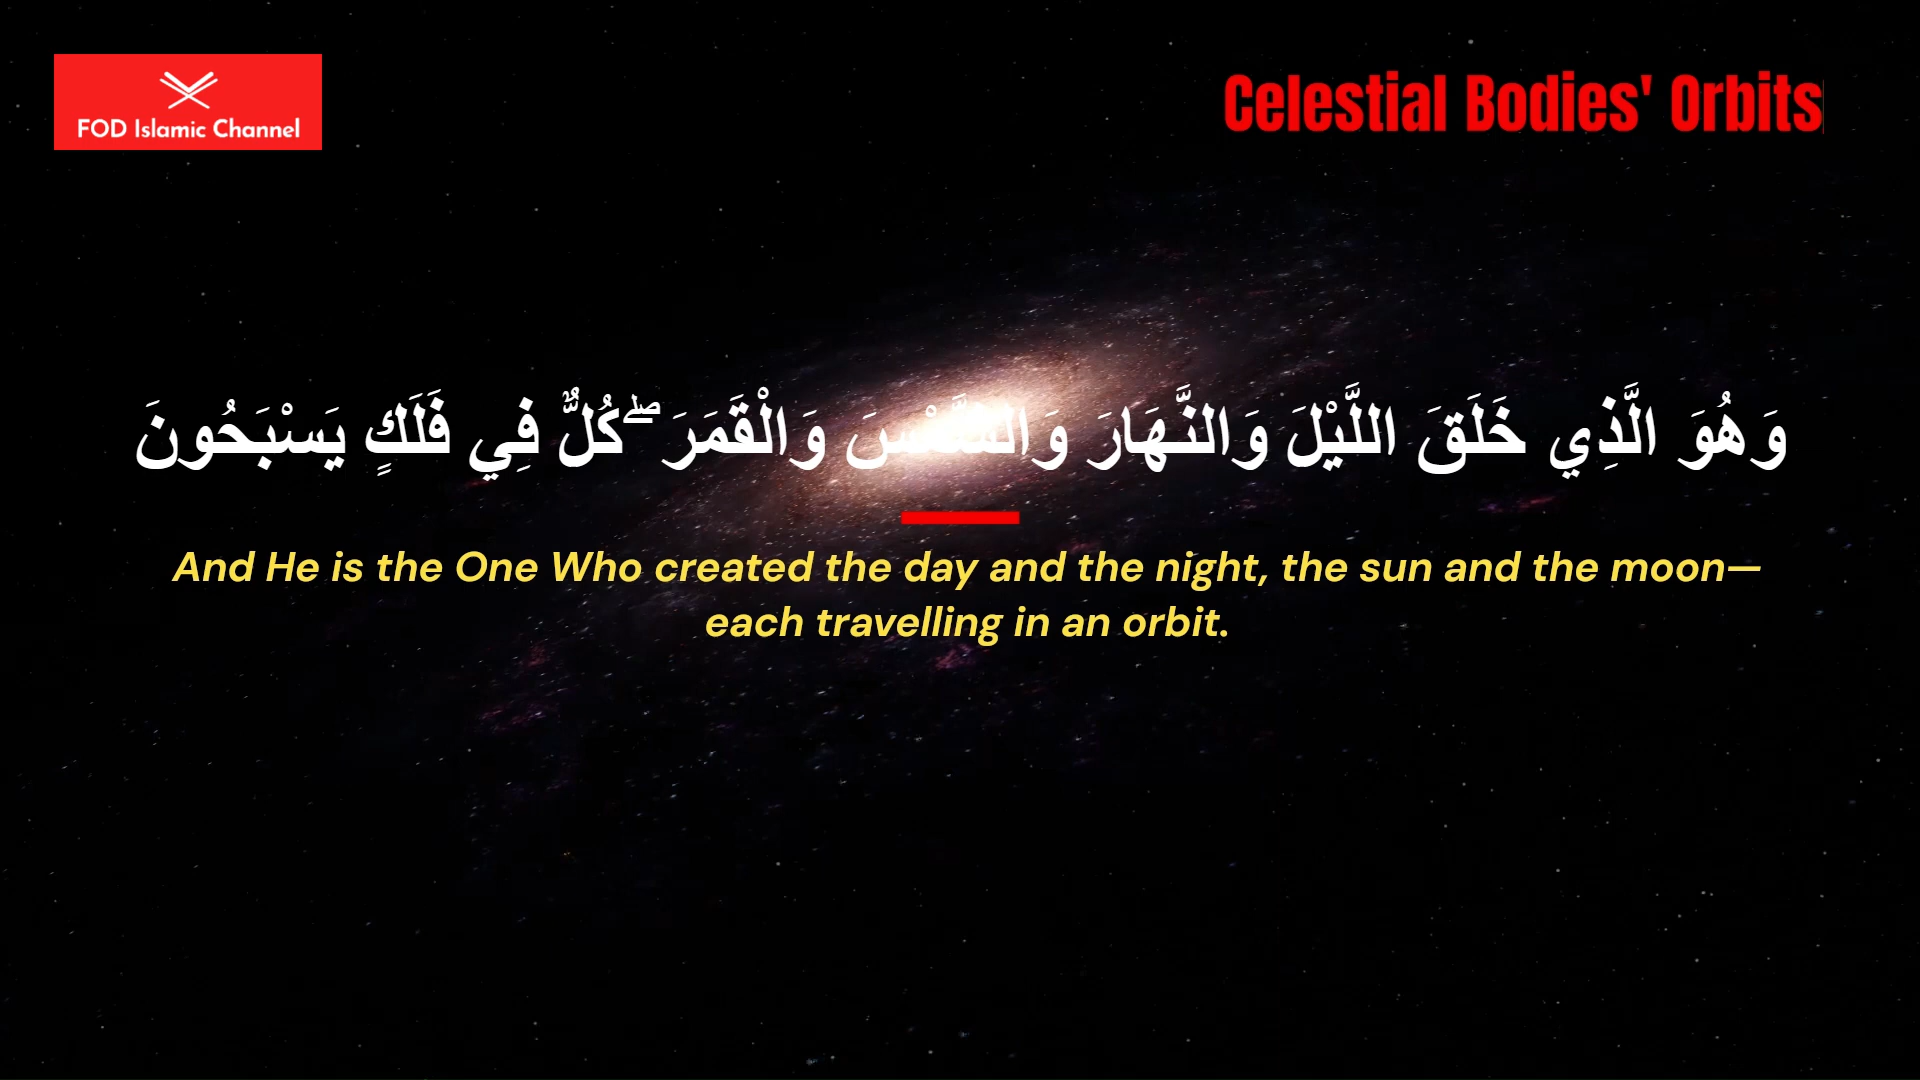 FOD Islamic Channel
Celestial Bodies' Orbits
وَهُوَ الَّذِي خَلَقَ اللَّيْلَ وَالنَّهَارَ وَالشَّمْسَ وَالْقَمَرَ ۖ كُلٌّ فِي فَلَكٍ يَسْبَحُونَ
And He is the One Who created the day and the night, the sun and the moon—
each travelling in an orbit.